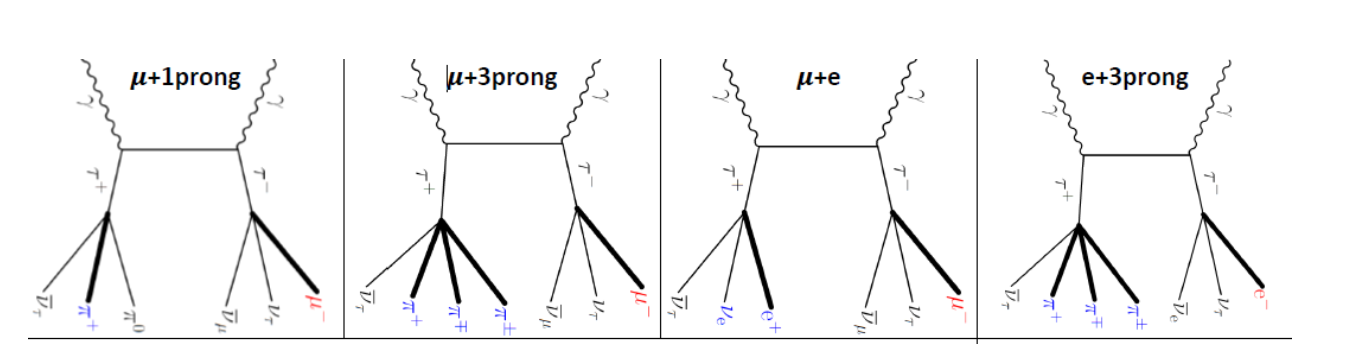 μ+1prong
γ γ
τ⁺ τ⁻
ν̄τ π⁺ π⁰ ν̄μ ντ μ⁻
μ+3prong
γ γ
τ⁺ τ⁻
ν̄τ π⁺ π∓ π± ν̄μ ντ μ⁻
μ+e
γ γ
τ⁺ τ⁻
ν̄τ νe e⁺ ν̄μ ντ μ⁻
e+3prong
γ γ
τ⁺ τ⁻
ν̄τ π⁺ π∓ π± ν̄e ντ e⁻